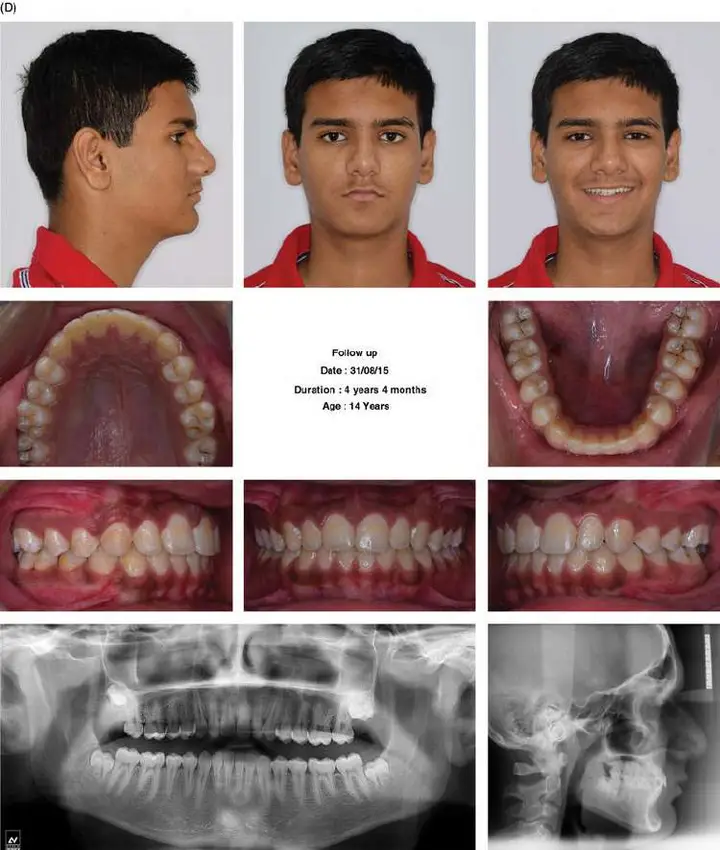 (D)
Follow up
Date : 31/08/15
Duration : 4 years 4 months
Age : 14 Years